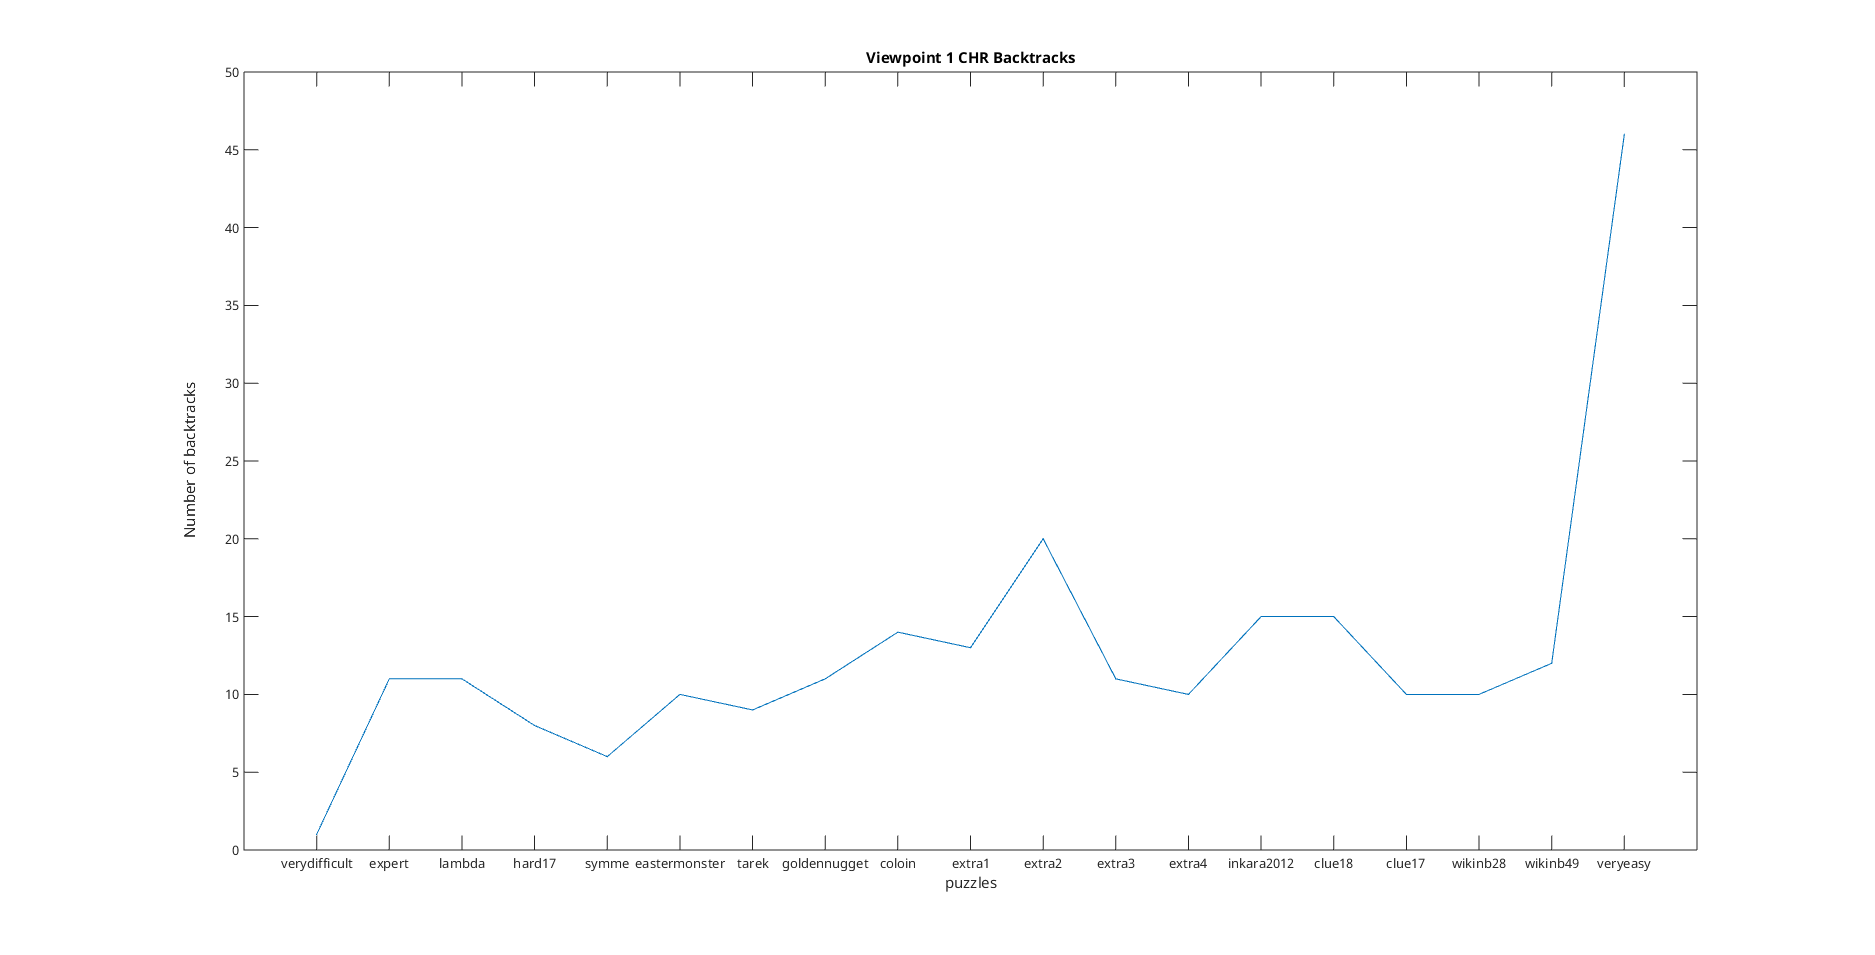 Viewpoint 1 CHR Backtracks
50
45
40
35
30
25
20
15
10
5
0
Number of backtracks
verydifficult expert lambda hard17 symme eastermonster tarek goldennugget coloin extra1 extra2 extra3 extra4 inkara2012 clue18 clue17 wikinb28 wikinb49 veryeasy
puzzles